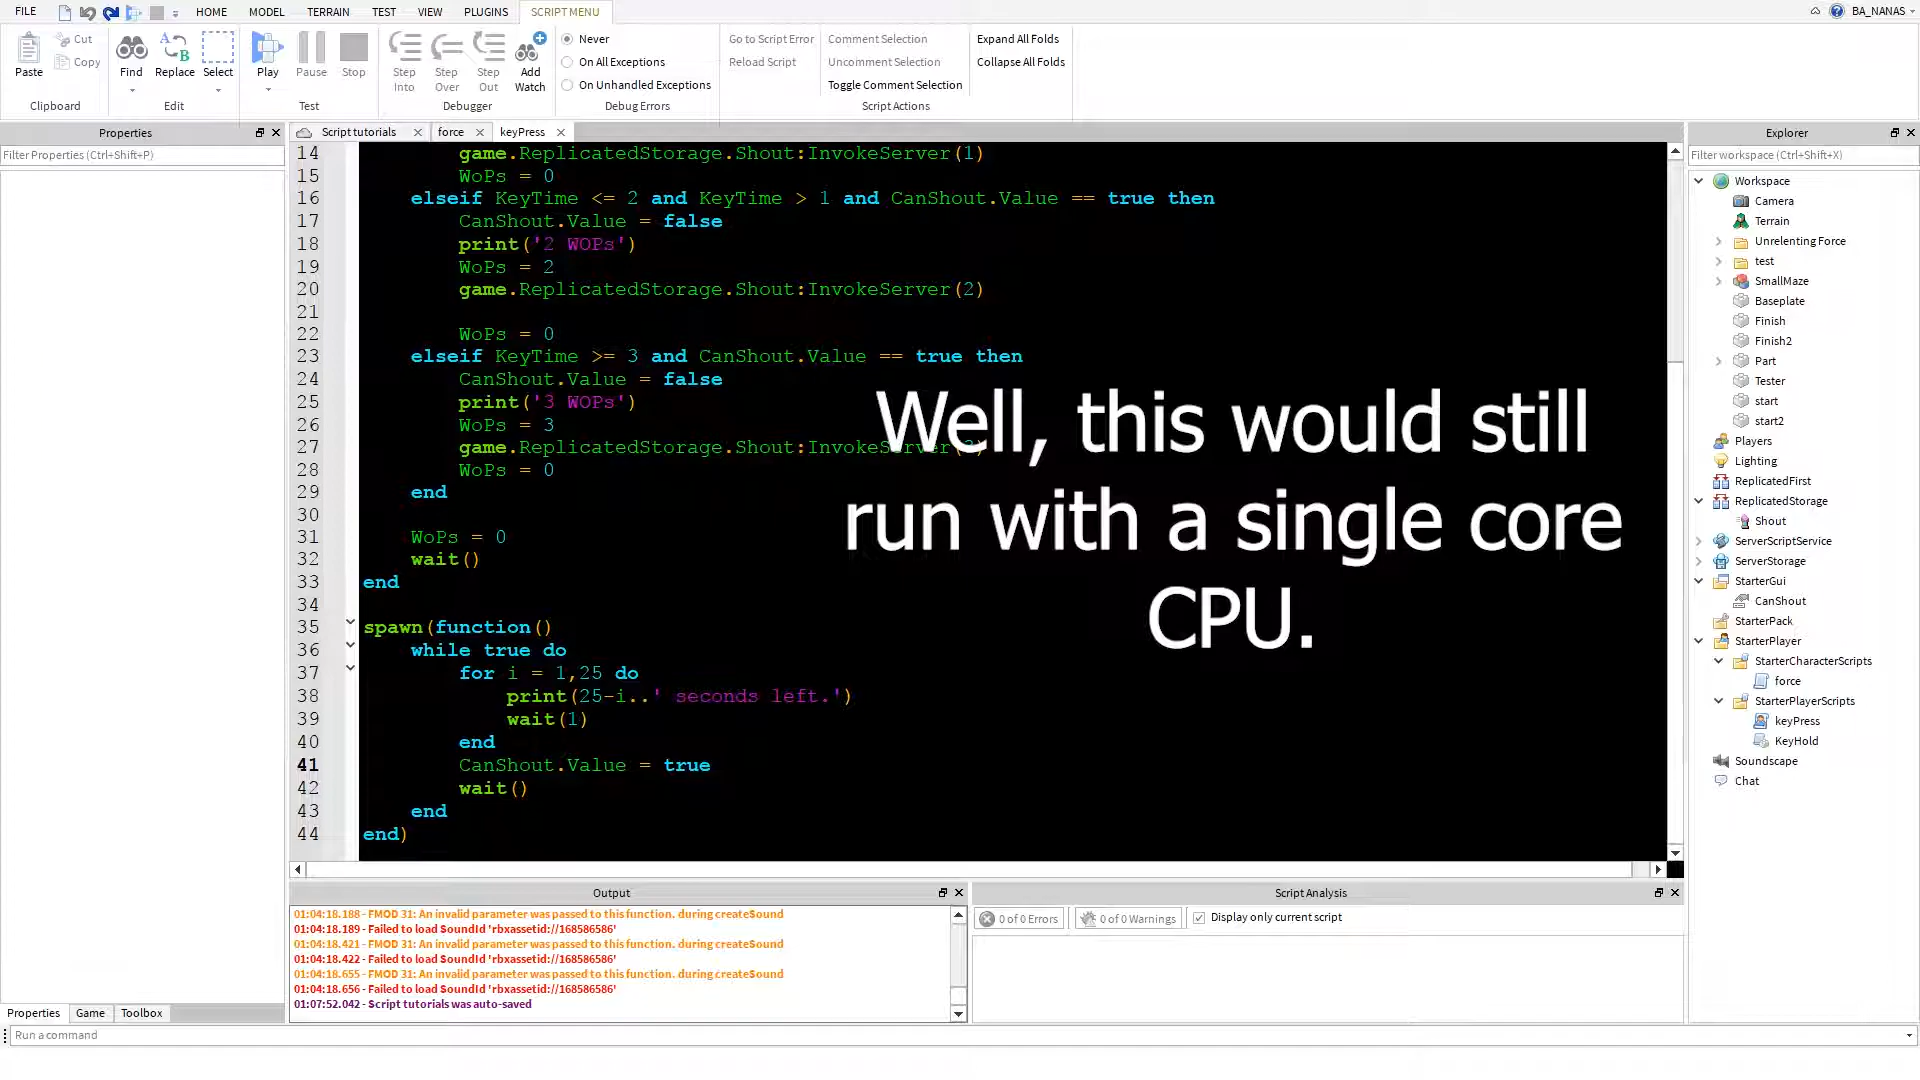 FILE
HOME
MODEL
TERRAIN
TEST
VIEW
PLUGINS
SCRIPT MENU
BA_NANAS
Paste
Cut
Copy
Clipboard
Find
Replace
Select
Edit
Play
Pause
Stop
Test
Step Into
Step Over
Step Out
Add Watch
Debugger
Never
On All Exceptions
On Unhandled Exceptions
Debug Errors
Go to Script Error
Reload Script
Comment Selection
Uncomment Selection
Toggle Comment Selection
Script Actions
Expand All Folds
Collapse All Folds
Properties
Filter Properties (Ctrl+Shift+P)
Script tutorials
force
keyPress
14 game.ReplicatedStorage.Shout:InvokeServer(1)
15 WoPs = 0
16 elseif KeyTime <= 2 and KeyTime > 1 and CanShout.Value == true then
17 CanShout.Value = false
18 print('2 WOPs')
19 WoPs = 2
20 game.ReplicatedStorage.Shout:InvokeServer(2)
21
22 WoPs = 0
23 elseif KeyTime >= 3 and CanShout.Value == true then
24 CanShout.Value = false
25 print('3 WOPs')
26 WoPs = 3
27 game.ReplicatedStorage.Shout:InvokeServer
28 WoPs = 0
29 end
30
31 WoPs = 0
32 wait()
33 end
34
35 spawn(function()
36 while true do
37 for i = 1,25 do
38 print(25-i..' seconds left.')
39 wait(1)
40 end
41 CanShout.Value = true
42 wait()
43 end
44 end)
Well, this would still
run with a single core
CPU.
Explorer
Filter workspace (Ctrl+Shift+X)
Workspace
Camera
Terrain
Unrelenting Force
test
SmallMaze
Baseplate
Finish
Finish2
Part
Tester
start
start2
Players
Lighting
ReplicatedFirst
ReplicatedStorage
Shout
ServerScriptService
ServerStorage
StarterGui
CanShout
StarterPack
StarterPlayer
StarterCharacterScripts
force
StarterPlayerScripts
keyPress
KeyHold
Soundscape
Chat
Output
01:04:18.188 - FMOD 31: An invalid parameter was passed to this function. during createSound
01:04:18.189 - Failed to load SoundId 'rbxassetid://168586586'
01:04:18.421 - FMOD 31: An invalid parameter was passed to this function. during createSound
01:04:18.422 - Failed to load SoundId 'rbxassetid://168586586'
01:04:18.655 - FMOD 31: An invalid parameter was passed to this function. during createSound
01:04:18.656 - Failed to load SoundId 'rbxassetid://168586586'
01:07:52.042 - Script tutorials was auto-saved
Script Analysis
0 of 0 Errors
0 of 0 Warnings
Display only current script
Properties
Game
Toolbox
Run a command